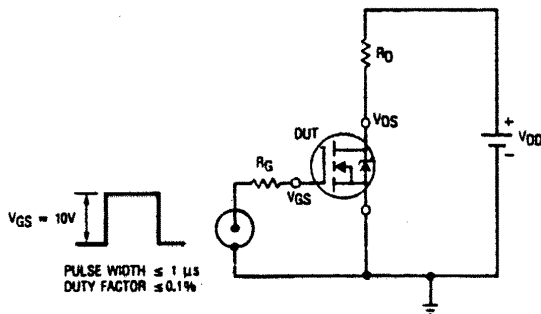 RD
VDS
DUT
+
VDD
−
RG
VGS
VGS = 10V
PULSE WIDTH ≤ 1 µs
DUTY FACTOR ≤ 0.1%